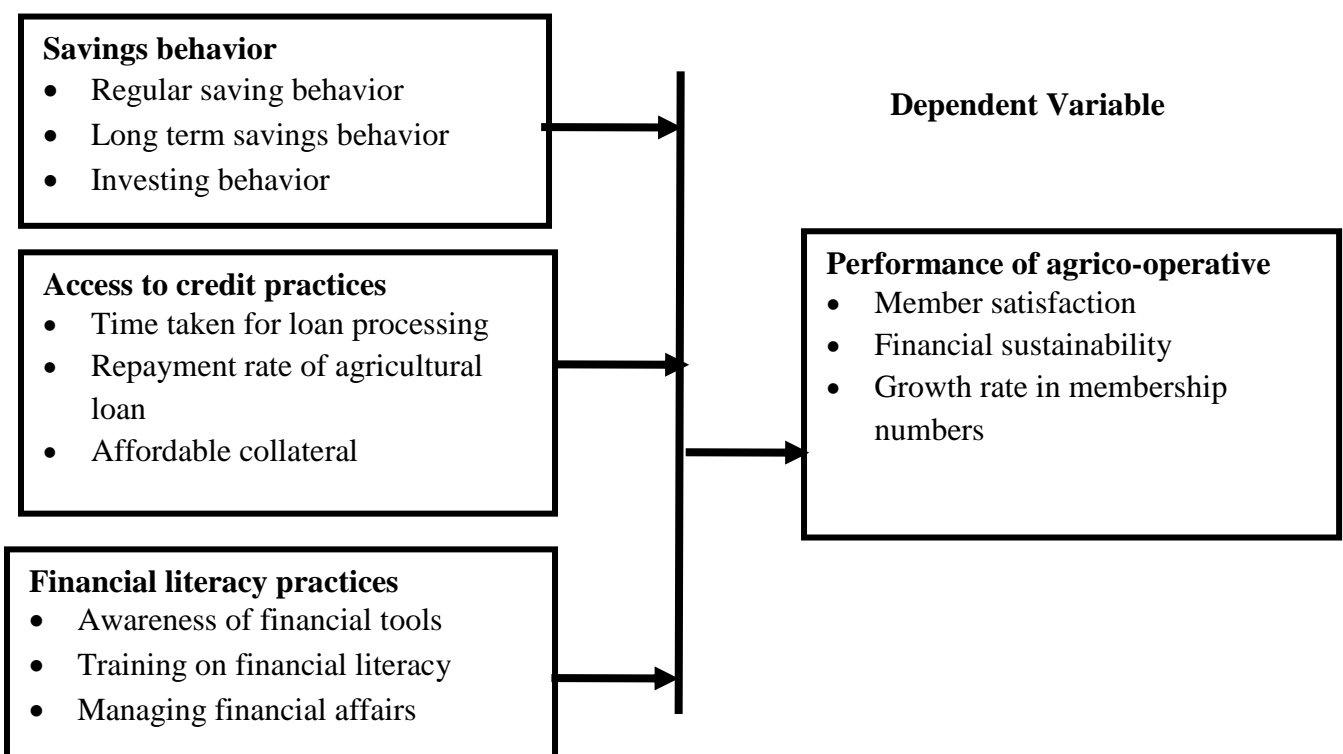 Savings behavior
• Regular saving behavior
• Long term savings behavior
• Investing behavior
Dependent Variable
Access to credit practices
• Time taken for loan processing
• Repayment rate of agricultural
loan
• Affordable collateral
Performance of agrico-operative
• Member satisfaction
• Financial sustainability
• Growth rate in membership
numbers
Financial literacy practices
• Awareness of financial tools
• Training on financial literacy
• Managing financial affairs